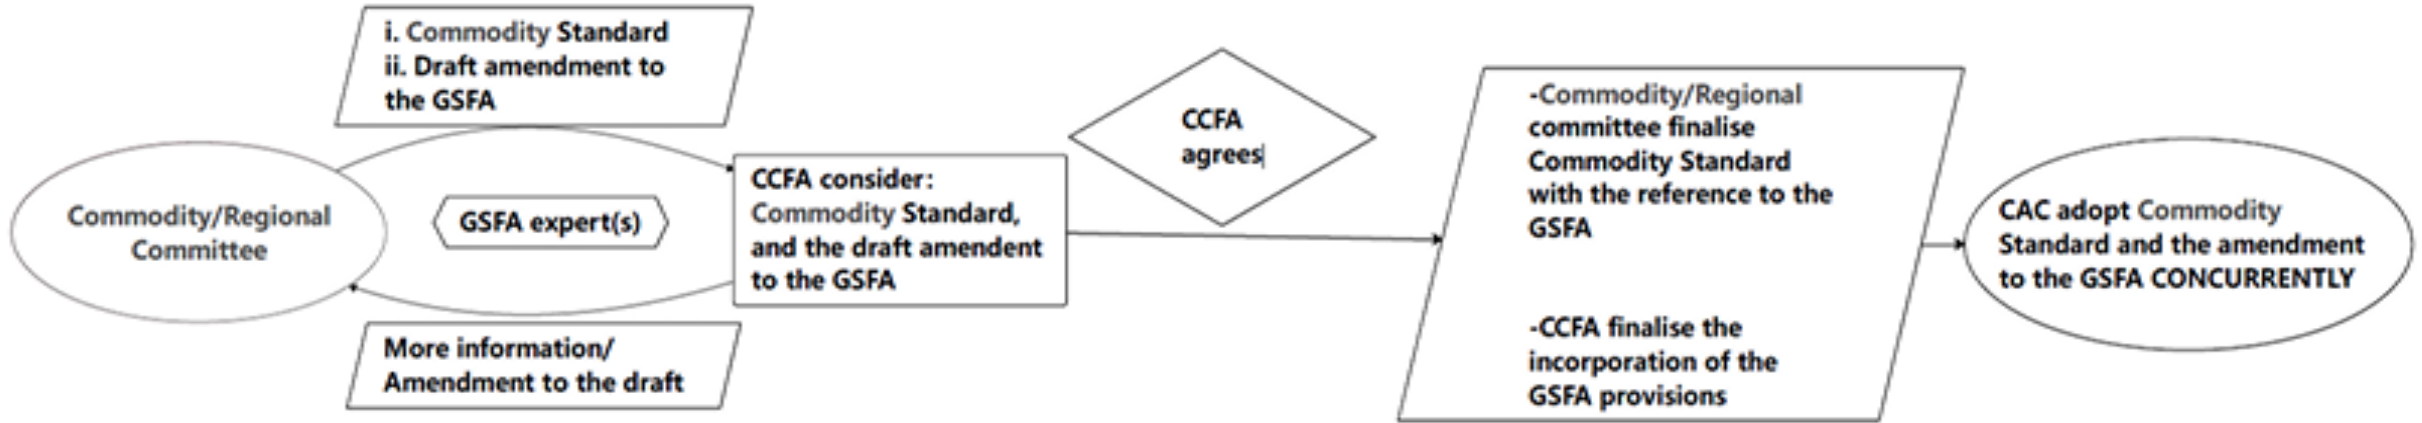 i. Commodity Standard
ii. Draft amendment to
the GSFA
Commodity/Regional
Committee
GSFA expert(s)
More information/
Amendment to the draft
CCFA consider:
Commodity Standard,
and the draft amendent
to the GSFA
CCFA
agrees
-Commodity/Regional
committee finalise
Commodity Standard
with the reference to the
GSFA
-CCFA finalise the
incorporation of the
GSFA provisions
CAC adopt Commodity
Standard and the amendment
to the GSFA CONCURRENTLY